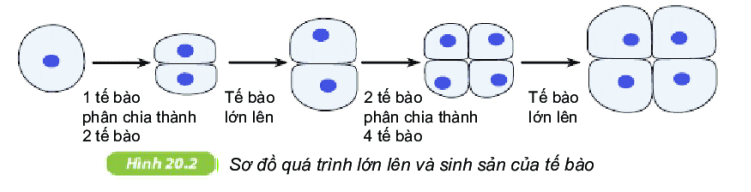 1 tế bào
phân chia thành
2 tế bào
Tế bào
lớn lên
2 tế bào
phân chia thành
4 tế bào
Tế bào
lớn lên
Hình 20.2 Sơ đồ quá trình lớn lên và sinh sản của tế bào